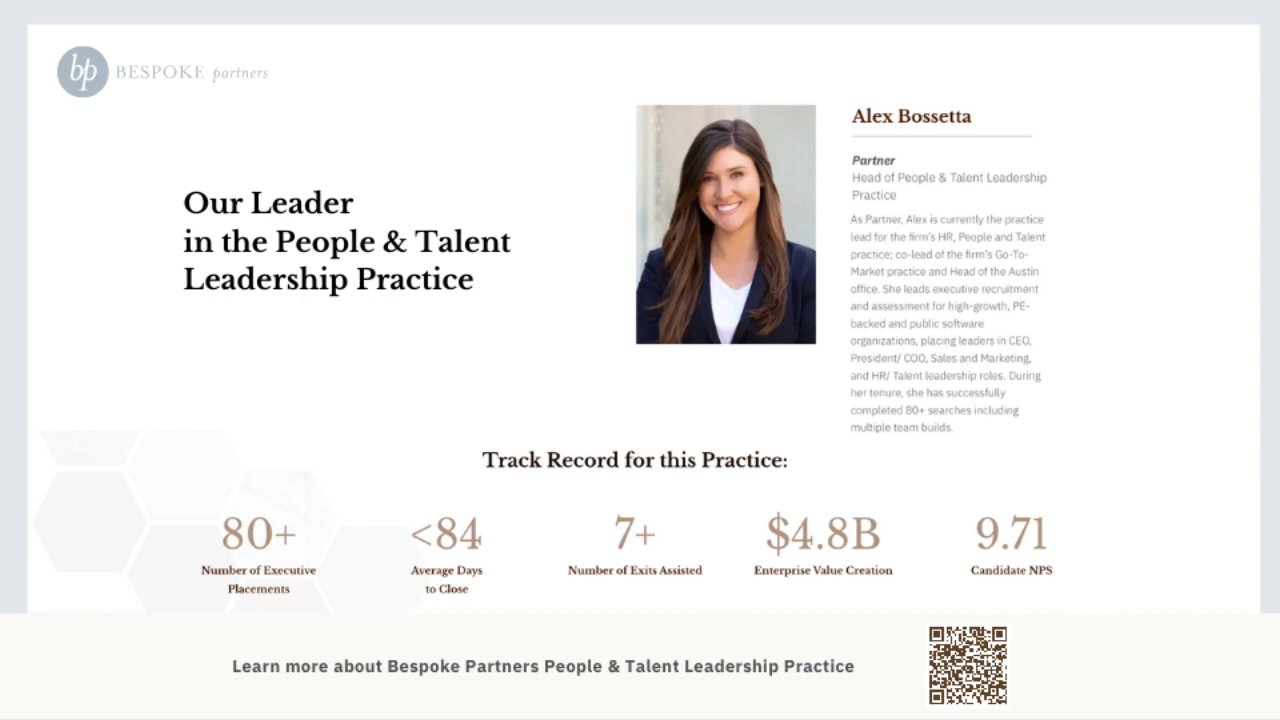 bp BESPOKE partners
Our Leader
in the People & Talent
Leadership Practice
Alex Bossetta
Partner
Head of People & Talent Leadership
Practice
As Partner, Alex is currently the practice
lead for the firm's HR, People and Talent
practice; co-lead of the firm's Go-To-
Market practice and Head of the Austin
office. She leads executive recruitment
and assessment for high-growth, PE-
backed and public software
organizations, placing leaders in CEO,
President/ COO, Sales and Marketing,
and HR/ Talent leadership roles. During
her tenure, she has successfully
completed 80+ searches including
multiple team builds.
Track Record for this Practice:
80+
Number of Executive
Placements
<84
Average Days
to Close
7+
Number of Exits Assisted
$4.8B
Enterprise Value Creation
9.71
Candidate NPS
Learn more about Bespoke Partners People & Talent Leadership Practice